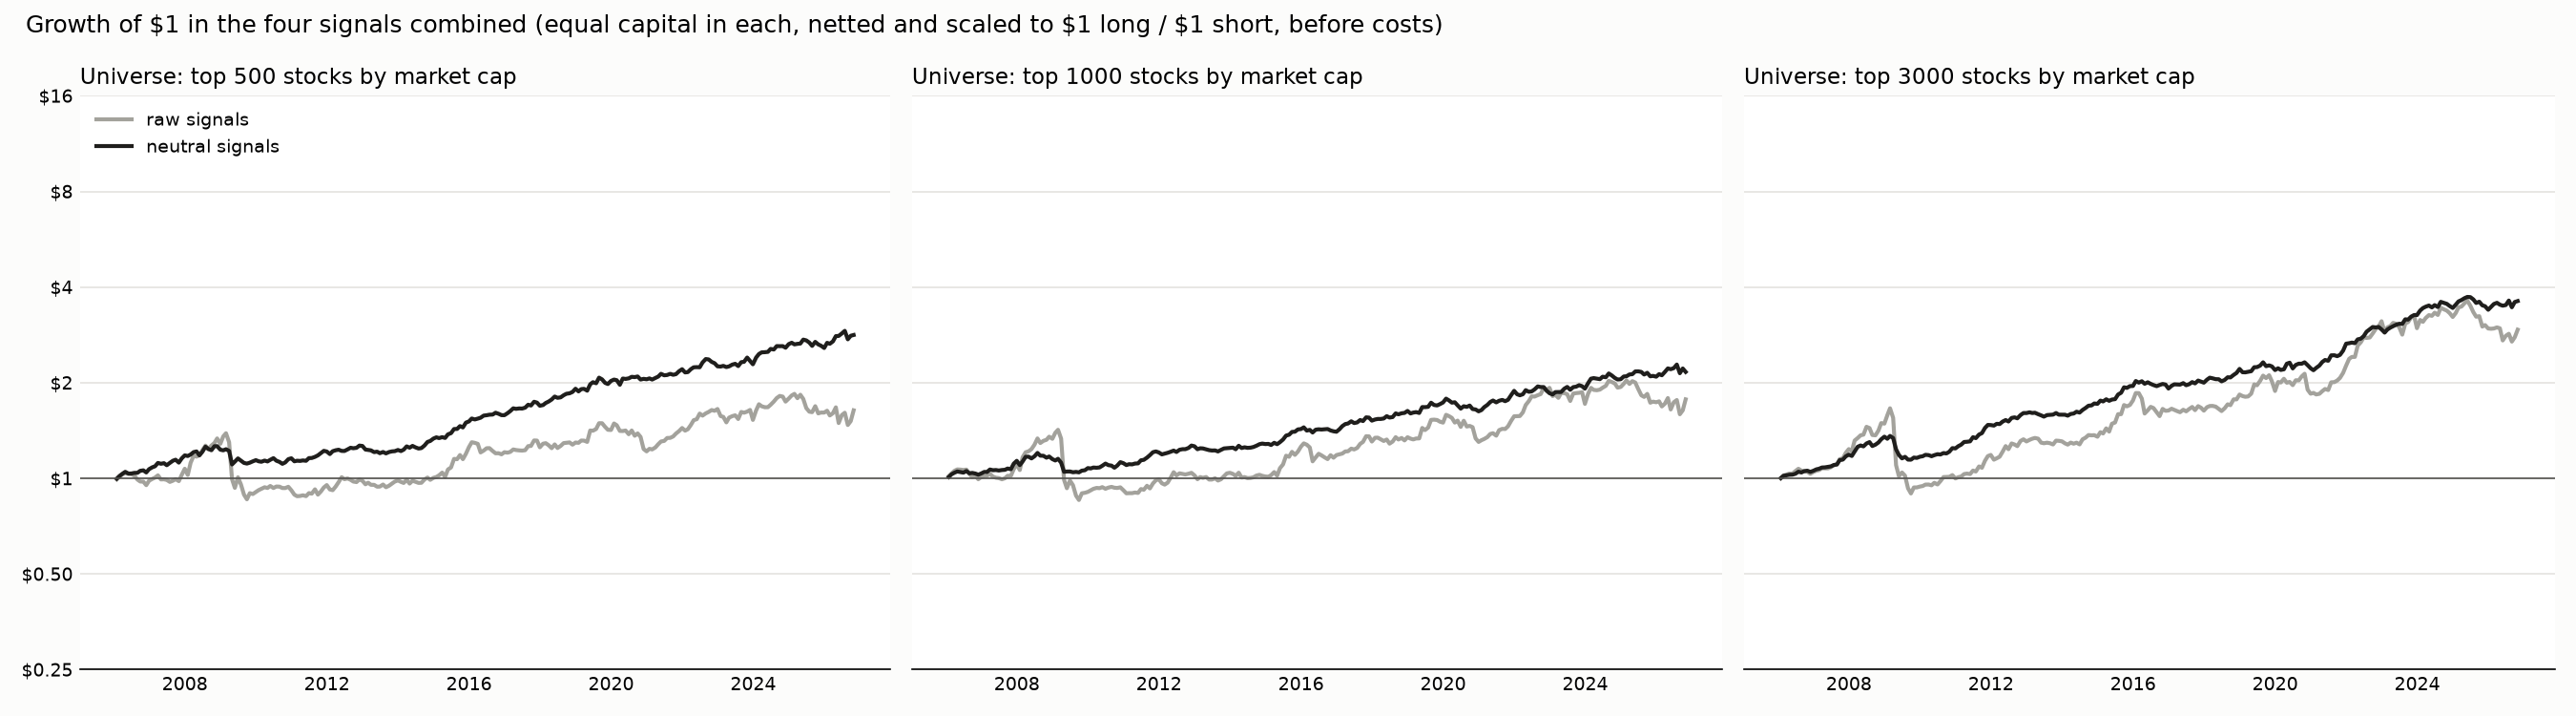 Growth of $1 in the four signals combined (equal capital in each, netted and scaled to $1 long / $1 short, before costs)
Universe: top 500 stocks by market cap
Universe: top 1000 stocks by market cap
Universe: top 3000 stocks by market cap
$16
raw signals
neutral signals
$8
$4
$2
$1
$0.50
$0.25
2008 2012 2016 2020 2024
2008 2012 2016 2020 2024
2008 2012 2016 2020 2024